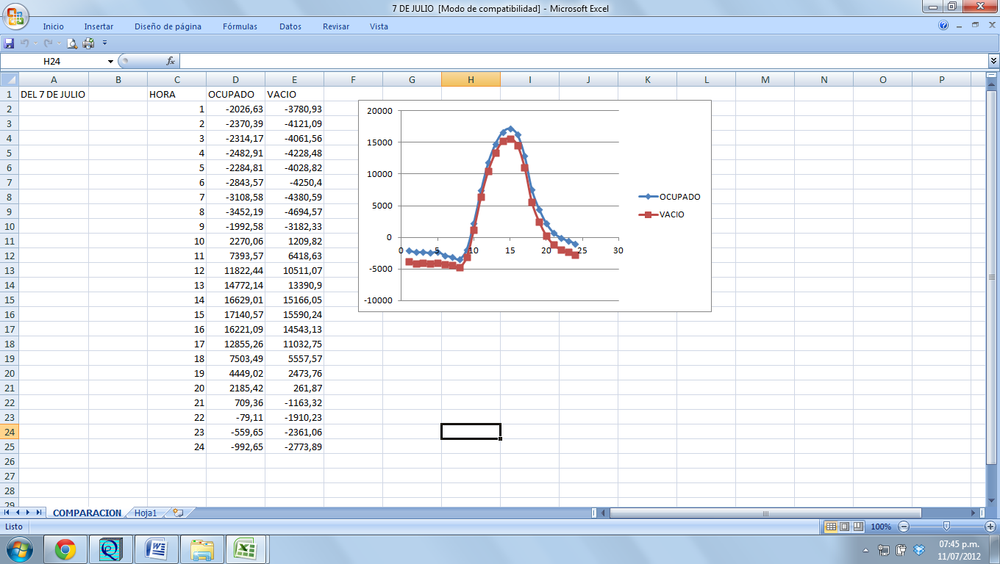 7 DE JULIO [Modo de compatibilidad] - Microsoft Excel
Inicio Insertar Diseño de página Fórmulas Datos Revisar Vista
H24 fx
A B C D E F G H I J K L M N O P
1 DEL 7 DE JULIO HORA OCUPADO VACIO
2 1 -2026,63 -3780,93
3 2 -2370,39 -4121,09
4 3 -2314,17 -4061,56
5 4 -2482,91 -4228,48
6 5 -2284,81 -4028,82
7 6 -2843,57 -4250,4
8 7 -3108,58 -4380,59
9 8 -3452,19 -4694,57
10 9 -1992,58 -3182,33
11 10 2270,06 1209,82
12 11 7393,57 6418,63
13 12 11822,44 10511,07
14 13 14772,14 13390,9
15 14 16629,01 15166,05
16 15 17140,57 15590,24
17 16 16221,09 14543,13
18 17 12855,26 11032,75
19 18 7503,49 5557,57
20 19 4449,02 2473,76
21 20 2185,42 261,87
22 21 709,36 -1163,32
23 22 -79,11 -1910,23
24 23 -559,65 -2361,06
25 24 -992,65 -2773,89
26
27
28
29
20000
15000
10000
5000
0
-5000
-10000
0 5 10 15 20 25 30
OCUPADO
VACIO
COMPARACION Hoja1
Listo 100%
07:45 p.m.
11/07/2012